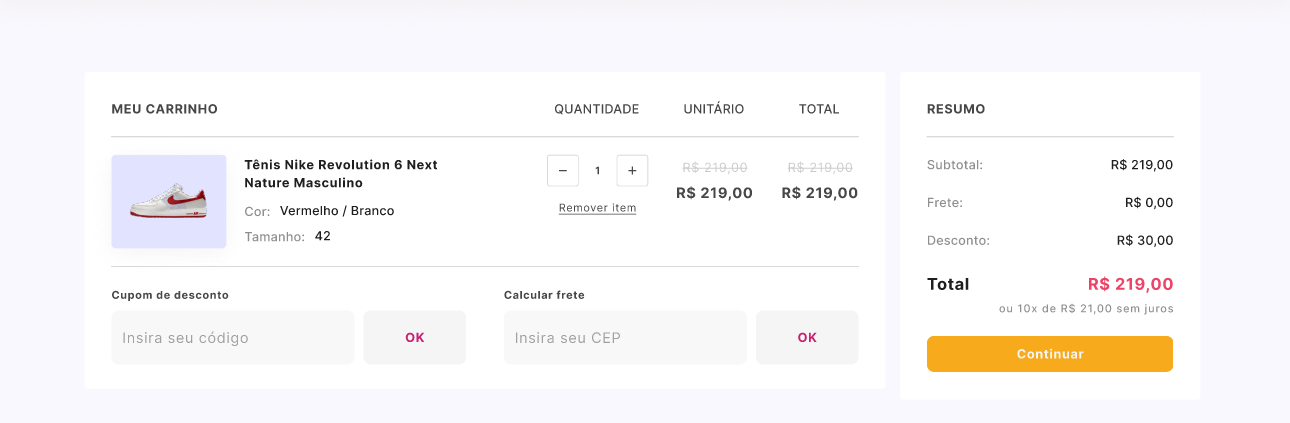 MEU CARRINHO QUANTIDADE UNITÁRIO TOTAL
Tênis Nike Revolution 6 Next
Nature Masculino
Cor: Vermelho / Branco
Tamanho: 42
− 1 +
Remover item
R$ 219,00
R$ 219,00
R$ 219,00
R$ 219,00
Cupom de desconto
Insira seu código OK
Calcular frete
Insira seu CEP OK
RESUMO
Subtotal: R$ 219,00
Frete: R$ 0,00
Desconto: R$ 30,00
Total R$ 219,00
ou 10x de R$ 21,00 sem juros
Continuar